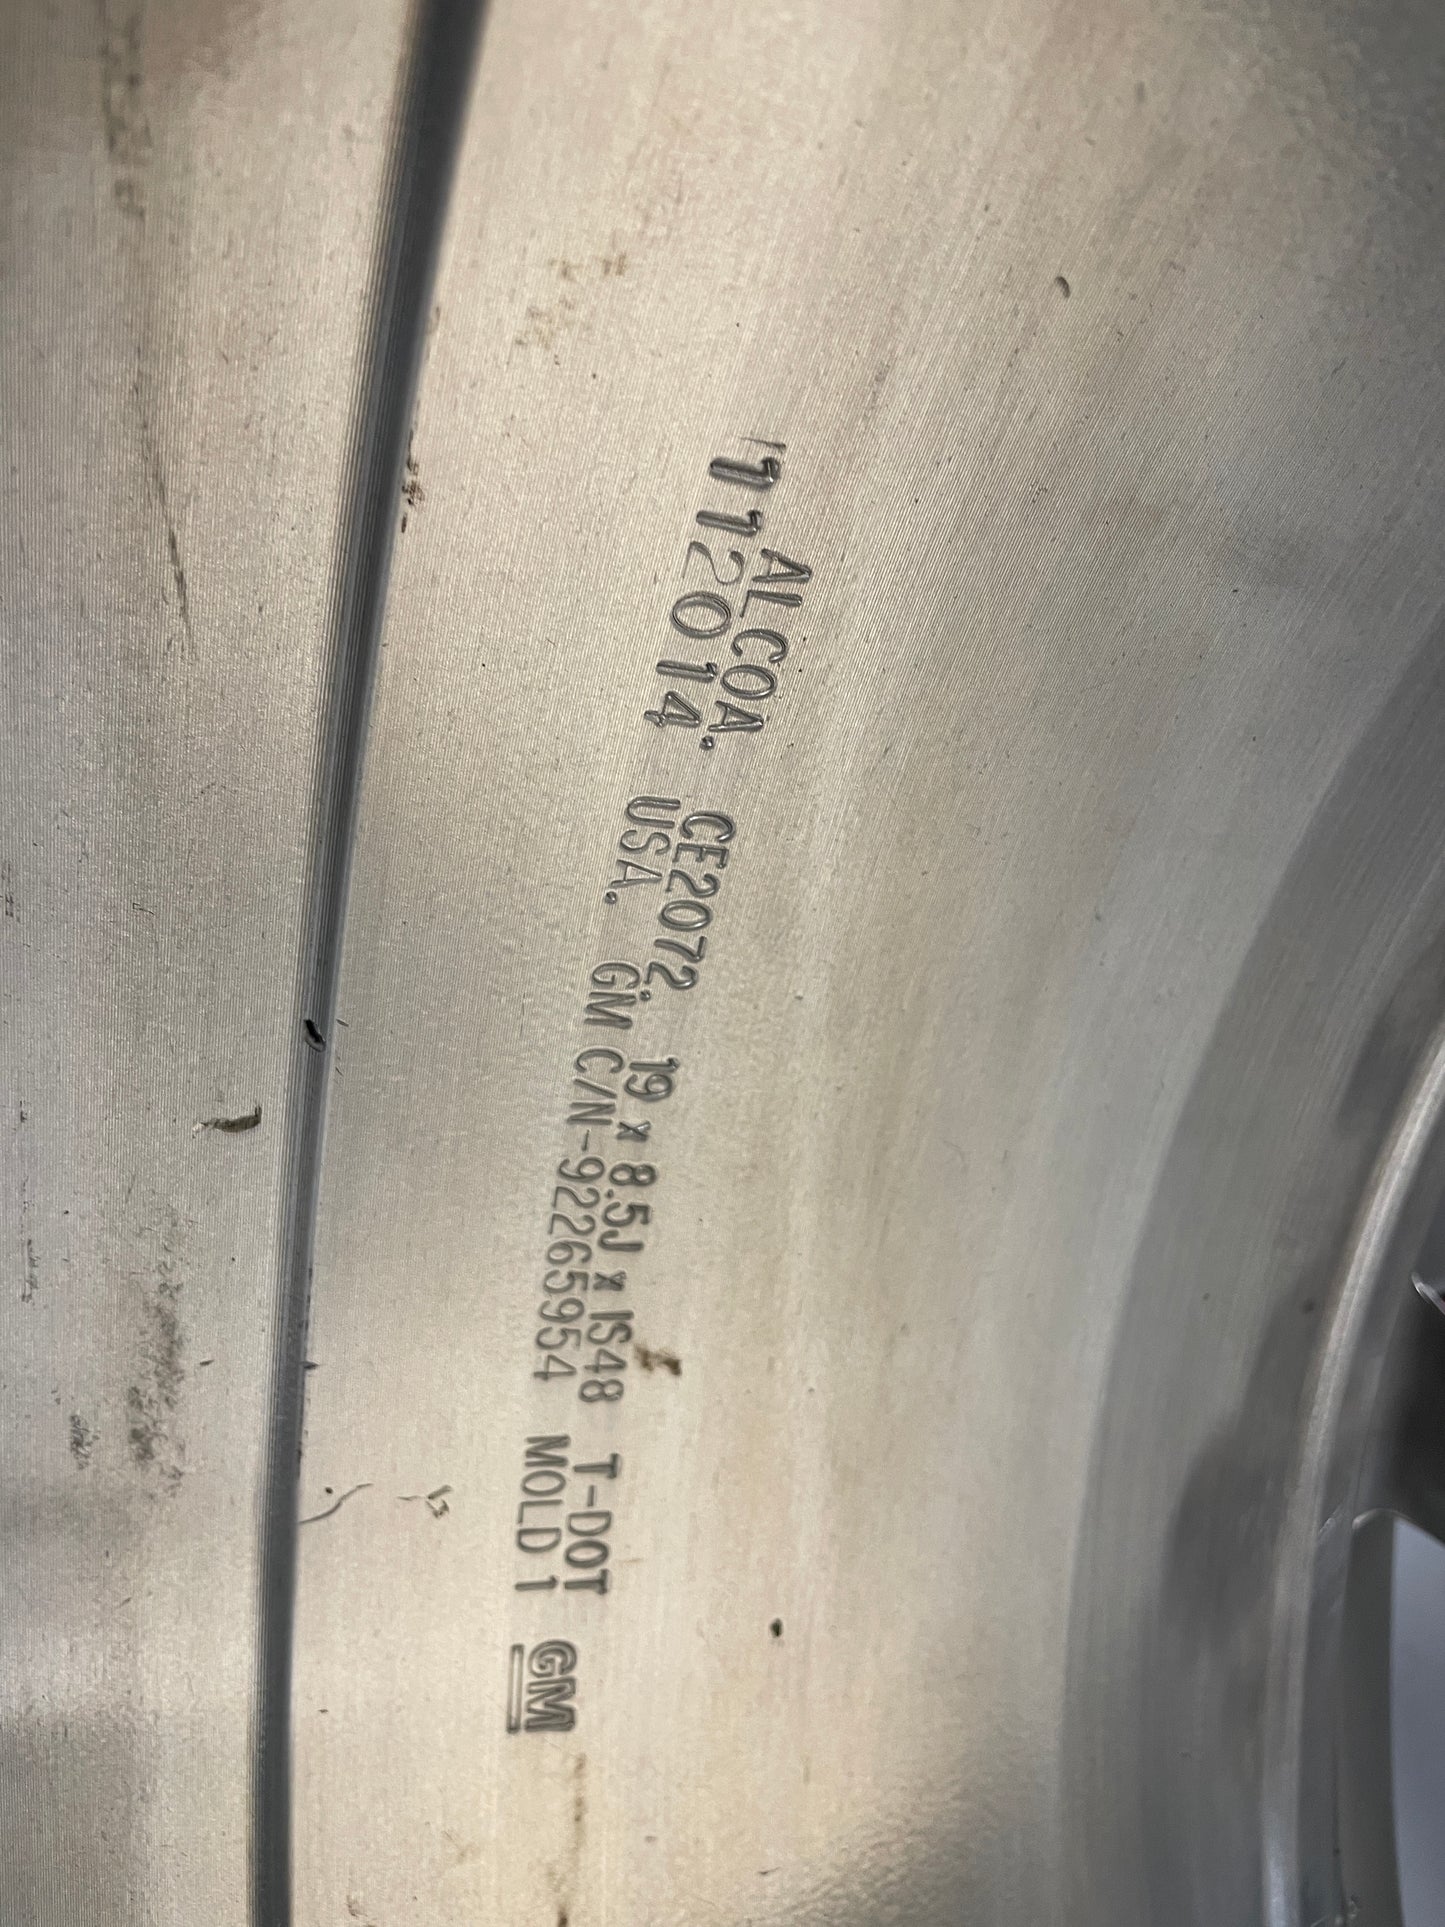 ALCOA. CE2072. 19 x 8.5J x IS48 T-DOT
112014 USA. GM C/N-92265954 MOLD 1
GM